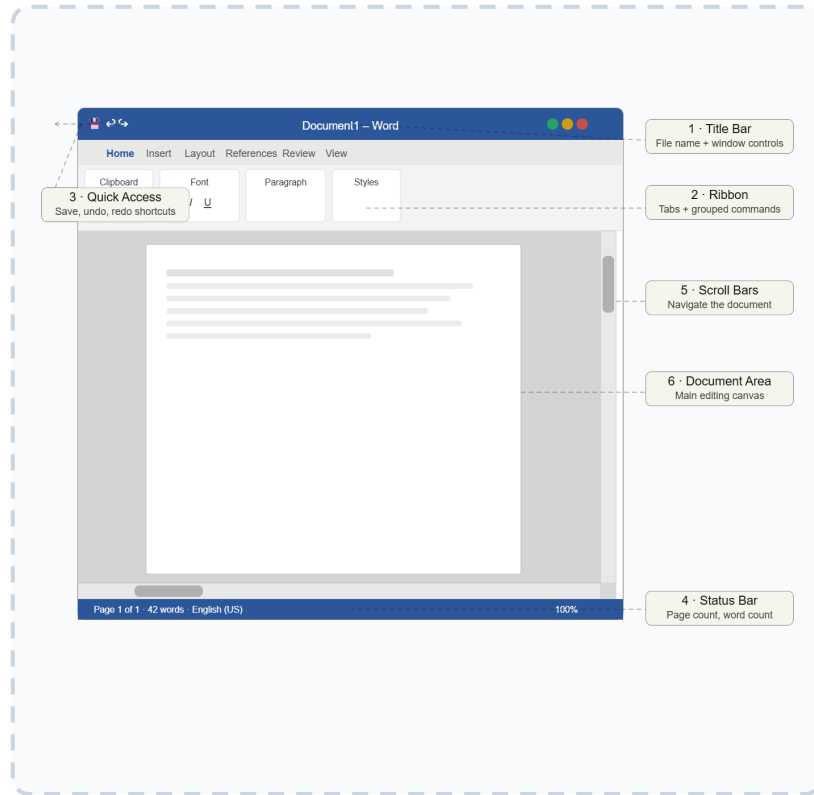 Document1 – Word
1 · Title Bar
File name + window controls
Home Insert Layout References Review View
Clipboard Font Paragraph Styles
3 · Quick Access
Save, undo, redo shortcuts
I U
2 · Ribbon
Tabs + grouped commands
5 · Scroll Bars
Navigate the document
6 · Document Area
Main editing canvas
4 · Status Bar
Page count, word count
Page 1 of 1 · 42 words · English (US) 100%